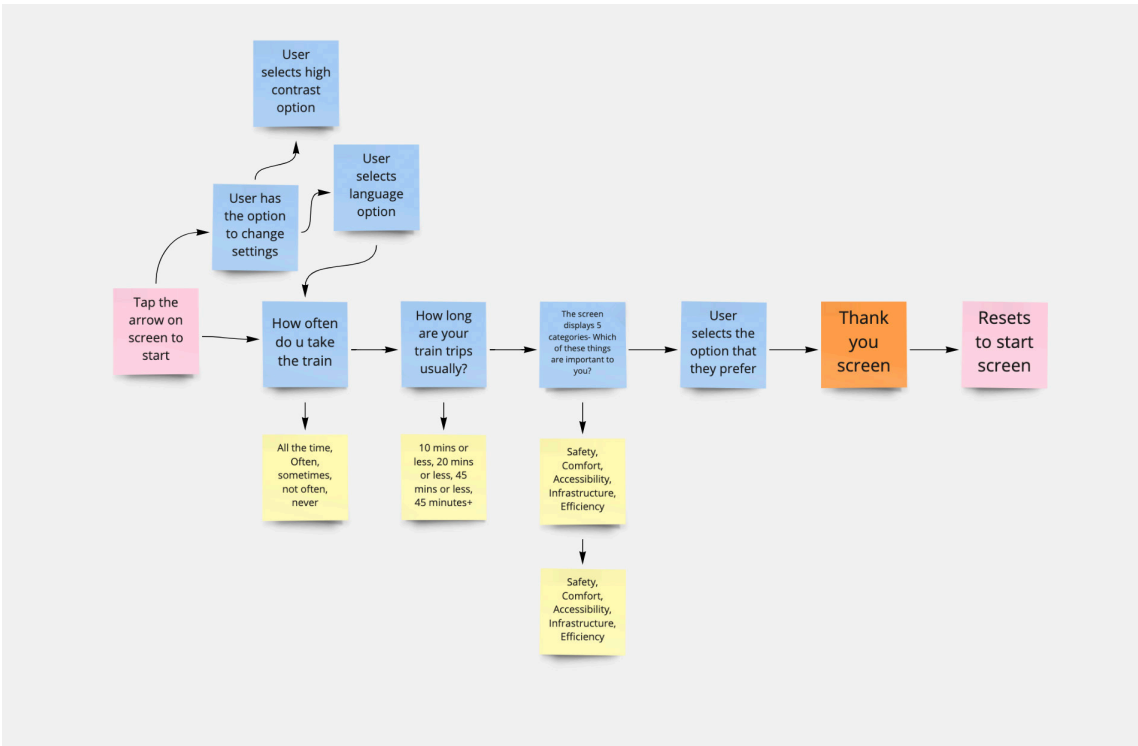 User
selects high
contrast
option
User
selects
language
option
User has
the option
to change
settings
Tap the
arrow on
screen to
start
How often
do u take
the train
How long
are your
train trips
usually?
The screen
displays 5
categories- Which
of these things
are important to
you?
User
selects the
option that
they prefer
Thank
you
screen
Resets
to start
screen
All the time,
Often,
sometimes,
not often,
never
10 mins or
less, 20 mins
or less, 45
mins or less,
45 minutes+
Safety,
Comfort,
Accessibility,
Infrastructure,
Efficiency
Safety,
Comfort,
Accessibility,
Infrastructure,
Efficiency